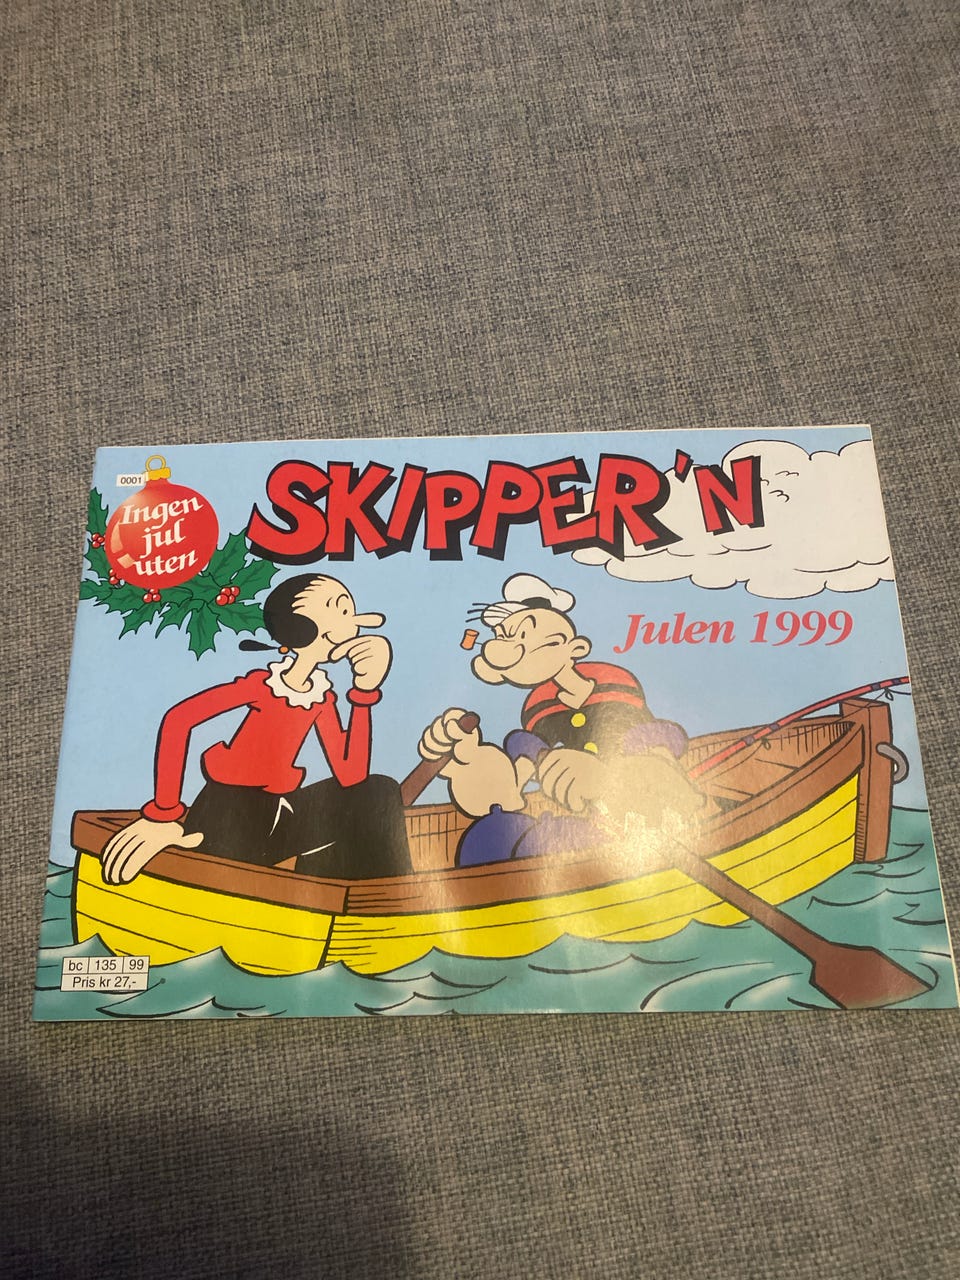 0001
Ingen
jul
uten
SKIPPER'N
Julen 1999
bc 135 99
Pris kr 27,-